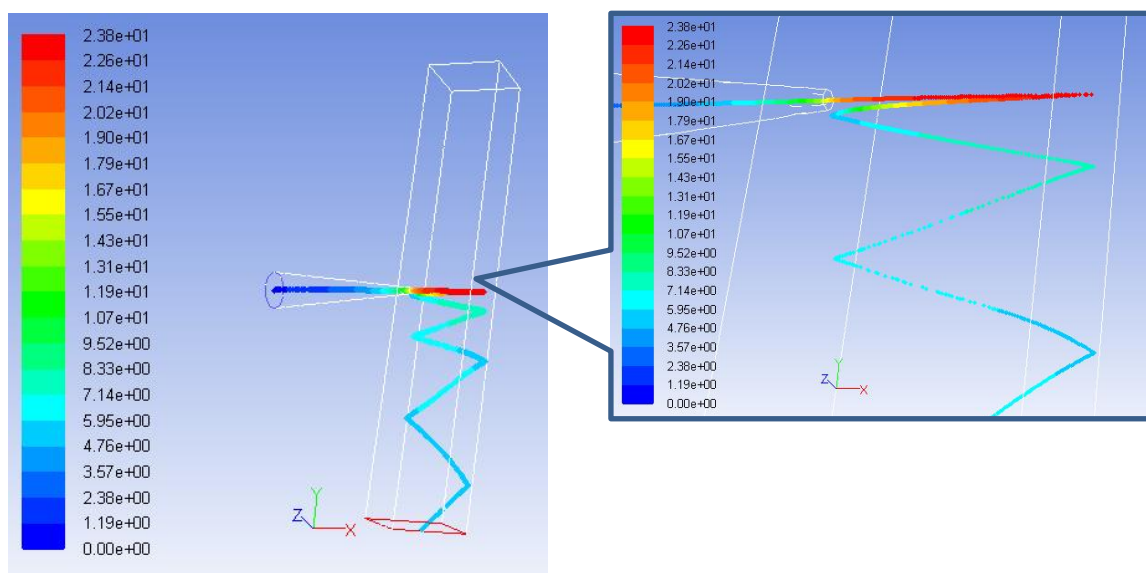 2.38e+01
2.26e+01
2.14e+01
2.02e+01
1.90e+01
1.79e+01
1.67e+01
1.55e+01
1.43e+01
1.31e+01
1.19e+01
1.07e+01
9.52e+00
8.33e+00
7.14e+00
5.95e+00
4.76e+00
3.57e+00
2.38e+00
1.19e+00
0.00e+00
Y
Z
X
2.38e+01
2.26e+01
2.14e+01
2.02e+01
1.90e+01
1.79e+01
1.67e+01
1.55e+01
1.43e+01
1.31e+01
1.19e+01
1.07e+01
9.52e+00
8.33e+00
7.14e+00
5.95e+00
4.76e+00
3.57e+00
2.38e+00
1.19e+00
0.00e+00
Y
Z
X